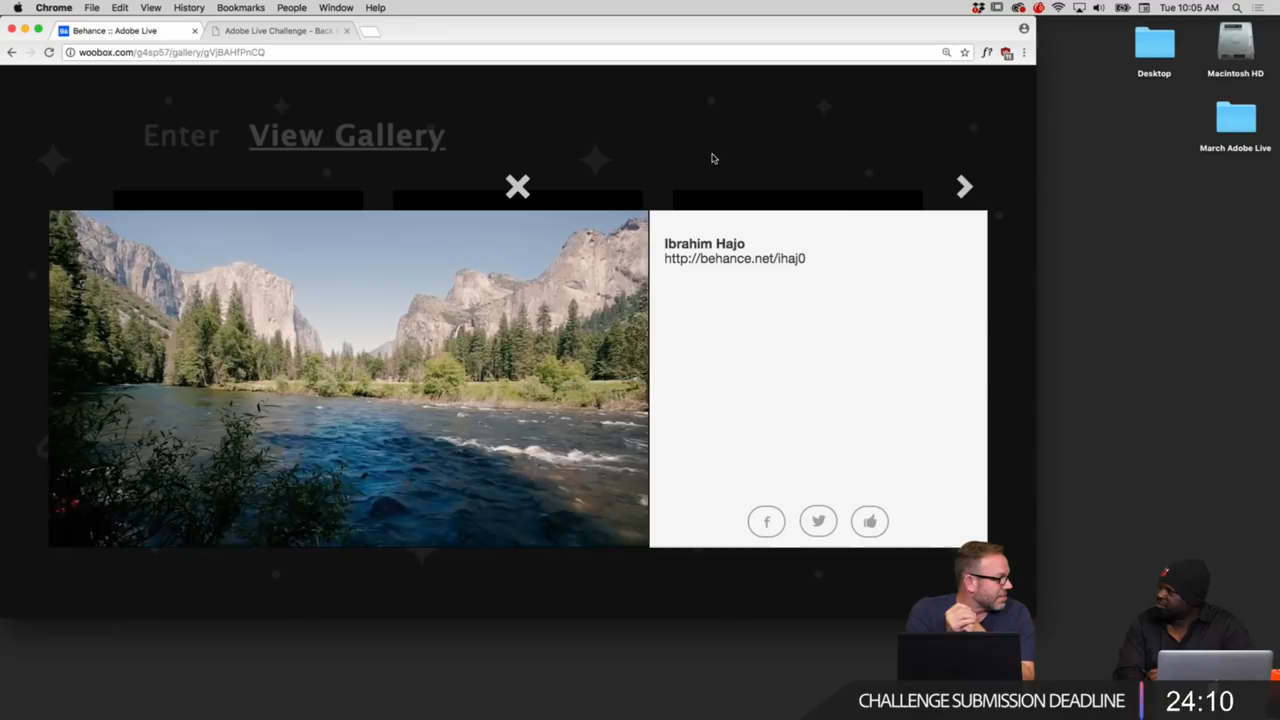 Chrome File Edit View History Bookmarks People Window Help
Tue 10:05 AM
Behance :: Adobe Live
Adobe Live Challenge - Back
woobox.com/g4sp57/gallery/gVjBAHfPnCQ
f?
Desktop
Macintosh HD
March Adobe Live
Enter View Gallery
Ibrahim Hajo
http://behance.net/ihaj0
CHALLENGE SUBMISSION DEADLINE
24:10